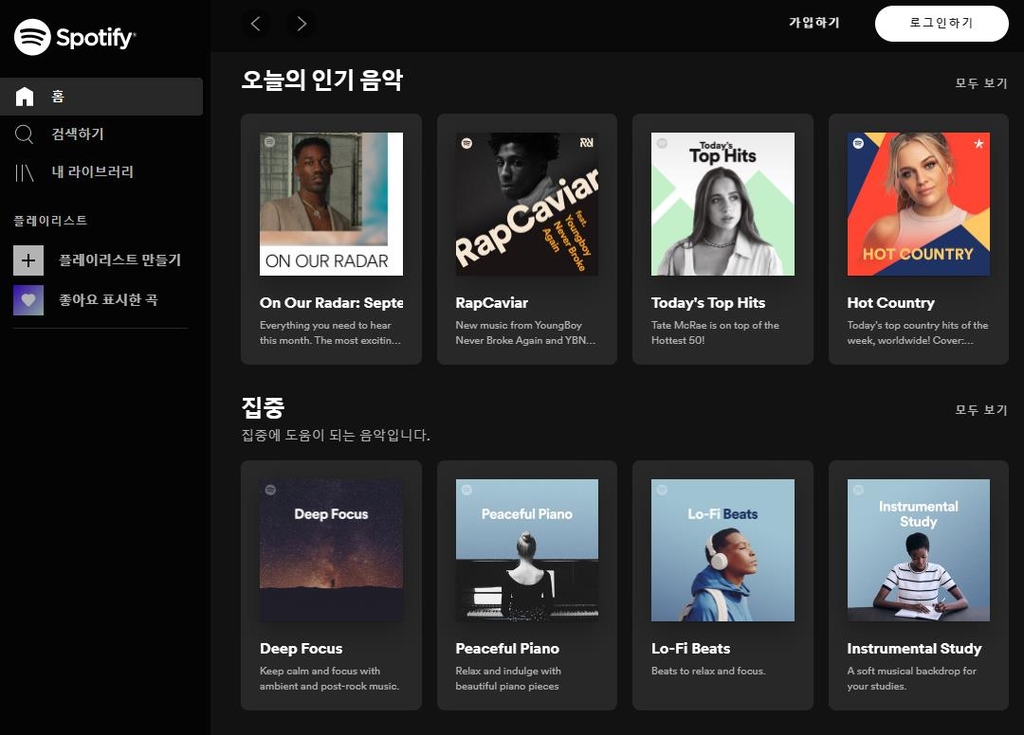 Spotify
가입하기
로그인하기
홈
검색하기
내 라이브러리
플레이리스트
플레이리스트 만들기
좋아요 표시한 곡
오늘의 인기 음악
모두 보기
ON OUR RADAR
On Our Radar: Septe
Everything you need to hear
this month. The most excitin...
RapCaviar
feat.
Youngboy
Never Broke
Again
RapCaviar
New music from YoungBoy
Never Broke Again and YBN...
Today's
Top Hits
Today's Top Hits
Tate McRae is on top of the
Hottest 50!
HOT COUNTRY
Hot Country
Today's top country hits of the
week, worldwide! Cover:...
집중
모두 보기
집중에 도움이 되는 음악입니다.
Deep Focus
Deep Focus
Keep calm and focus with
ambient and post-rock music.
Peaceful Piano
Peaceful Piano
Relax and indulge with
beautiful piano pieces
Lo-Fi Beats
Lo-Fi Beats
Beats to relax and focus.
Instrumental
Study
Instrumental Study
A soft musical backdrop for
your studies.